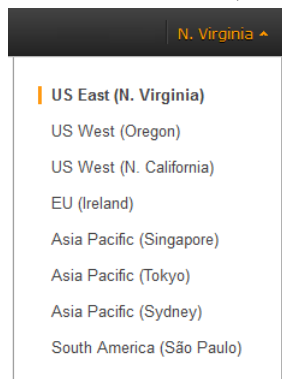 N. Virginia
US East (N. Virginia)
US West (Oregon)
US West (N. California)
EU (Ireland)
Asia Pacific (Singapore)
Asia Pacific (Tokyo)
Asia Pacific (Sydney)
South America (São Paulo)